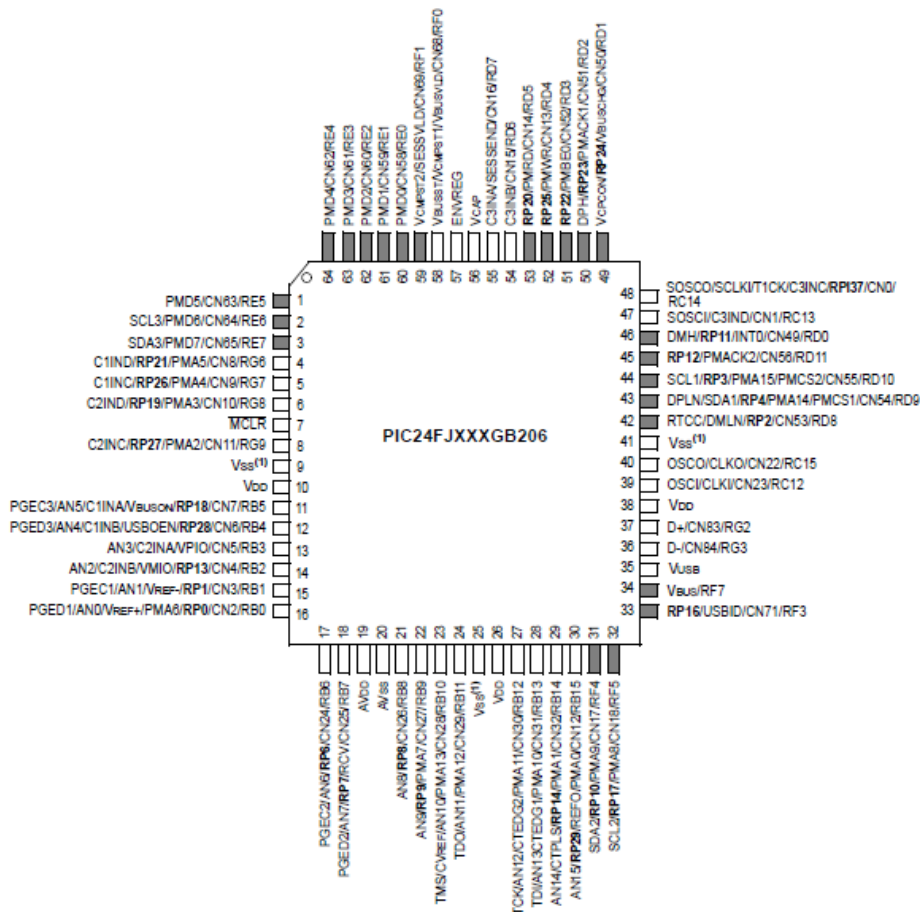 PMD4/CN62/RE4
PMD3/CN61/RE3
PMD2/CN60/RE2
PMD1/CN59/RE1
PMD0/CN58/RE0
VCMPST2/SESSVLD/CN69/RF1
VBUSST/VCMPST1/VBUSVLD/CN68/RF0
ENVREG
VCAP
C3INA/SESSEND/CN16/RD7
C3INB/CN15/RD6
RP20/PMRD/CN14/RD5
RP25/PMWR/CN13/RD4
RP22/PMBE0/CN52/RD3
DPH/RP23/PMACK1/CN51/RD2
VCPCON/RP24/VBUSCHG/CN50/RD1
64 63 62 61 60 59 58 57 56 55 54 53 52 51 50 49
PMD5/CN63/RE5 1
SCL3/PMD6/CN64/RE6 2
SDA3/PMD7/CN65/RE7 3
C1IND/RP21/PMA5/CN8/RG6 4
C1INC/RP26/PMA4/CN9/RG7 5
C2IND/RP19/PMA3/CN10/RG8 6
MCLR 7
C2INC/RP27/PMA2/CN11/RG9 8
VSS(1) 9
VDD 10
PGEC3/AN5/C1INA/VBUSON/RP18/CN7/RB5 11
PGED3/AN4/C1INB/USBOEN/RP28/CN6/RB4 12
AN3/C2INA/VPIO/CN5/RB3 13
AN2/C2INB/VMIO/RP13/CN4/RB2 14
PGEC1/AN1/VREF-/RP1/CN3/RB1 15
PGED1/AN0/VREF+/PMA6/RP0/CN2/RB0 16
PIC24FJXXXGB206
48 SOSCO/SCLKI/T1CK/C3INC/RPI37/CN0/
RC14
47 SOSCI/C3IND/CN1/RC13
46 DMH/RP11/INT0/CN49/RD0
45 RP12/PMACK2/CN56/RD11
44 SCL1/RP3/PMA15/PMCS2/CN55/RD10
43 DPLN/SDA1/RP4/PMA14/PMCS1/CN54/RD9
42 RTCC/DMLN/RP2/CN53/RD8
41 VSS(1)
40 OSCO/CLKO/CN22/RC15
39 OSCI/CLKI/CN23/RC12
38 VDD
37 D+/CN83/RG2
36 D-/CN84/RG3
35 VUSB
34 VBUS/RF7
33 RP16/USBID/CN71/RF3
17 18 19 20 21 22 23 24 25 26 27 28 29 30 31 32
PGEC2/AN6/RP6/CN24/RB6
PGED2/AN7/RP7/RCV/CN25/RB7
AVDD
AVSS
AN8/RP8/CN26/RB8
AN9/RP9/PMA7/CN27/RB9
TMS/CVREF/AN10/PMA13/CN28/RB10
TDO/AN11/PMA12/CN29/RB11
VSS(1)
VDD
TCK/AN12/CTEDG2/PMA11/CN30/RB12
TDI/AN13CTEDG1/PMA10/CN31/RB13
AN14/CTPLS/RP14/PMA1/CN32/RB14
AN15/RP29/REFO/PMA0/CN12/RB15
SDA2/RP10/PMA9/CN17/RF4
SCL2/RP17/PMA8/CN18/RF5